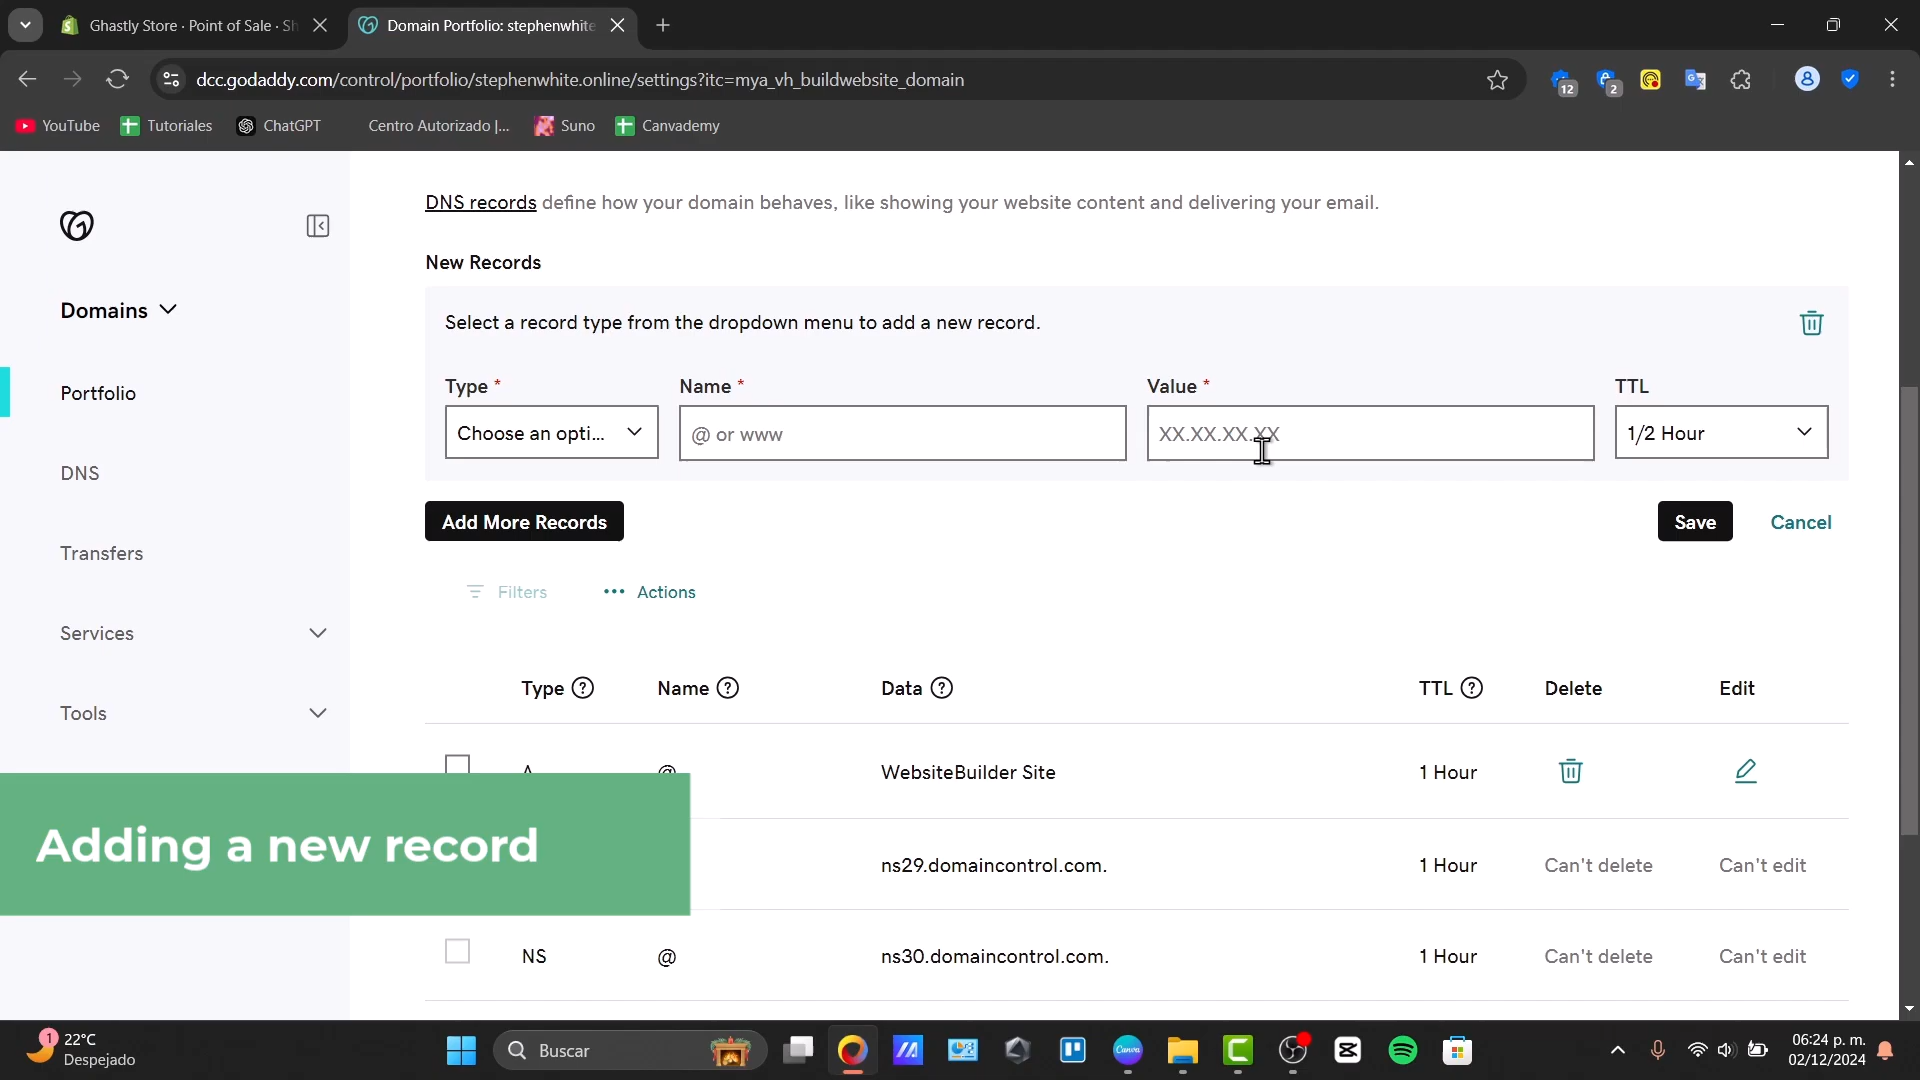 Ghastly Store · Point of Sale · Sh
Domain Portfolio: stephenwhite
dcc.godaddy.com/control/portfolio/stephenwhite.online/settings?itc=mya_vh_buildwebsite_domain
12
2
YouTube
Tutoriales
ChatGPT
Centro Autorizado |...
Suno
Canvademy
DNS records define how your domain behaves, like showing your website content and delivering your email.
New Records
Domains
Select a record type from the dropdown menu to add a new record.
Portfolio
Type *
Name *
Value *
TTL
Choose an opti...
@ or www
XX.XX.XX.XX
1/2 Hour
DNS
Add More Records
Save
Cancel
Transfers
Filters
••• Actions
Services
Type ?
Name ?
Data ?
TTL ?
Delete
Edit
Tools
A
@
WebsiteBuilder Site
1 Hour
Adding a new record
ns29.domaincontrol.com.
1 Hour
Can't delete
Can't edit
NS
@
ns30.domaincontrol.com.
1 Hour
Can't delete
Can't edit
1
22°C
Despejado
Buscar
Canva
06:24 p. m.
02/12/2024